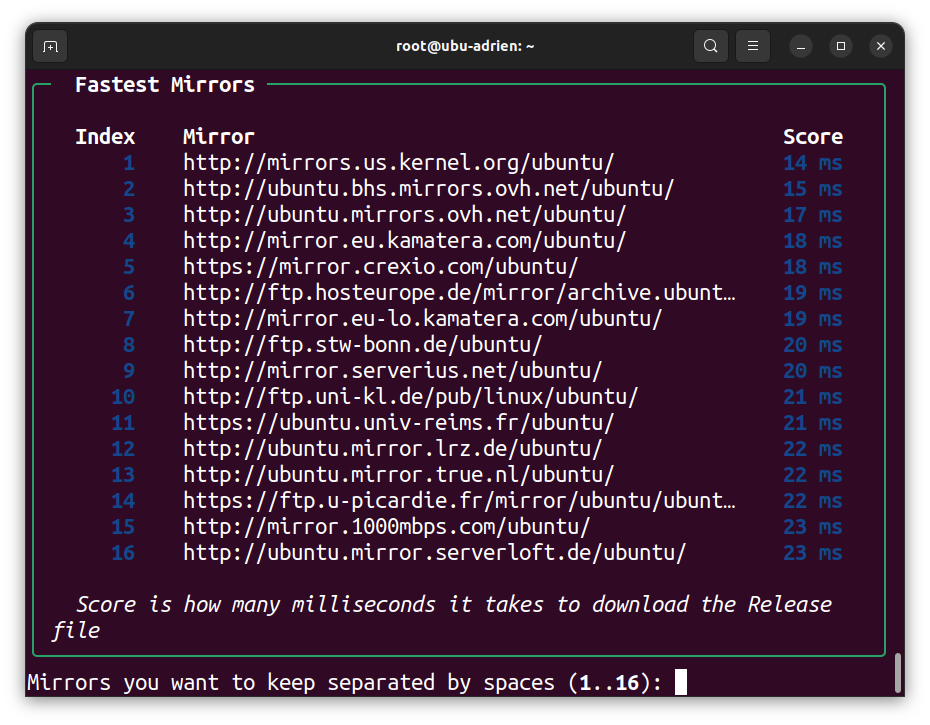 root@ubu-adrien: ~
Fastest Mirrors
Index Mirror Score
1 http://mirrors.us.kernel.org/ubuntu/ 14 ms
2 http://ubuntu.bhs.mirrors.ovh.net/ubuntu/ 15 ms
3 http://ubuntu.mirrors.ovh.net/ubuntu/ 17 ms
4 http://mirror.eu.kamatera.com/ubuntu/ 18 ms
5 https://mirror.crexio.com/ubuntu/ 18 ms
6 http://ftp.hosteurope.de/mirror/archive.ubunt… 19 ms
7 http://mirror.eu-lo.kamatera.com/ubuntu/ 19 ms
8 http://ftp.stw-bonn.de/ubuntu/ 20 ms
9 http://mirror.serverius.net/ubuntu/ 20 ms
10 http://ftp.uni-kl.de/pub/linux/ubuntu/ 21 ms
11 https://ubuntu.univ-reims.fr/ubuntu/ 21 ms
12 http://ubuntu.mirror.lrz.de/ubuntu/ 22 ms
13 http://ubuntu.mirror.true.nl/ubuntu/ 22 ms
14 https://ftp.u-picardie.fr/mirror/ubuntu/ubunt… 22 ms
15 http://mirror.1000mbps.com/ubuntu/ 23 ms
16 http://ubuntu.mirror.serverloft.de/ubuntu/ 23 ms
Score is how many milliseconds it takes to download the Release
file
Mirrors you want to keep separated by spaces (1..16):